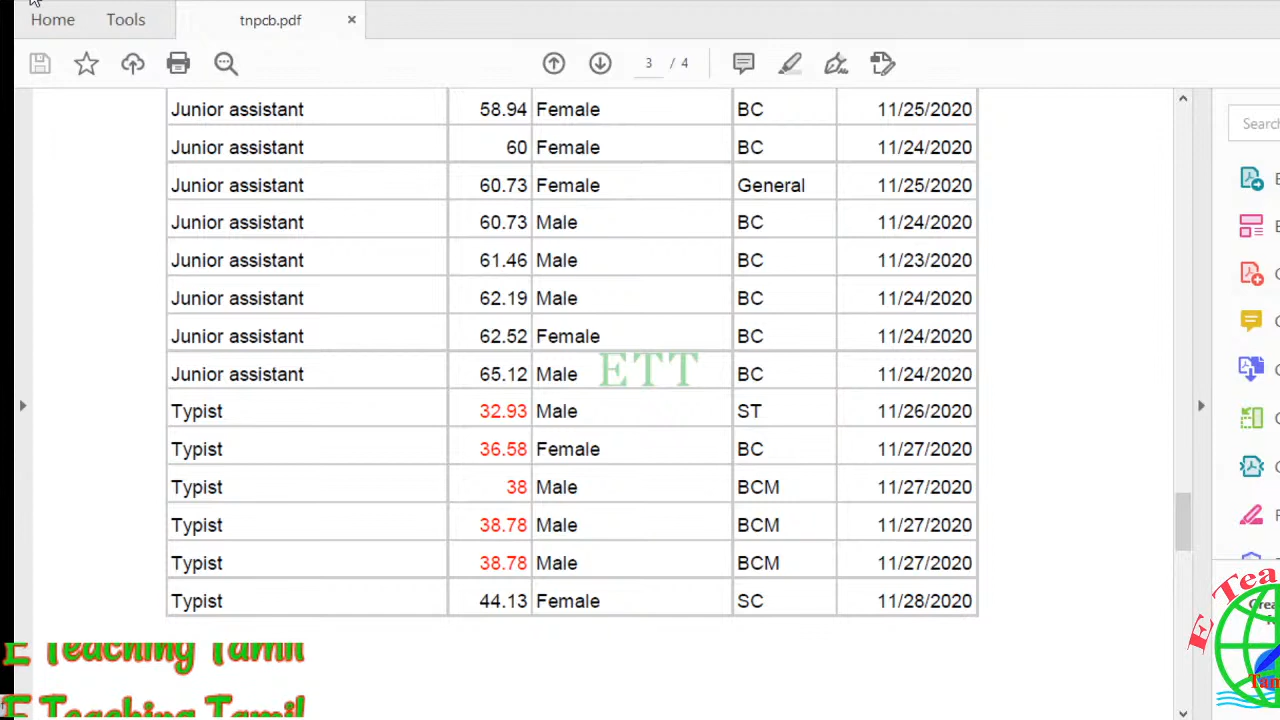 Home Tools tnpcb.pdf ×
3 / 4
Junior assistant 58.94 Female BC 11/25/2020
Junior assistant 60 Female BC 11/24/2020
Junior assistant 60.73 Female General 11/25/2020
Junior assistant 60.73 Male BC 11/24/2020
Junior assistant 61.46 Male BC 11/23/2020
Junior assistant 62.19 Male BC 11/24/2020
Junior assistant 62.52 Female BC 11/24/2020
Junior assistant 65.12 Male BC 11/24/2020
ETT
Typist 32.93 Male ST 11/26/2020
Typist 36.58 Female BC 11/27/2020
Typist 38 Male BCM 11/27/2020
Typist 38.78 Male BCM 11/27/2020
Typist 38.78 Male BCM 11/27/2020
Typist 44.13 Female SC 11/28/2020
Search
E Teaching Tamil
E Teaching Tamil
E Tea
Tam